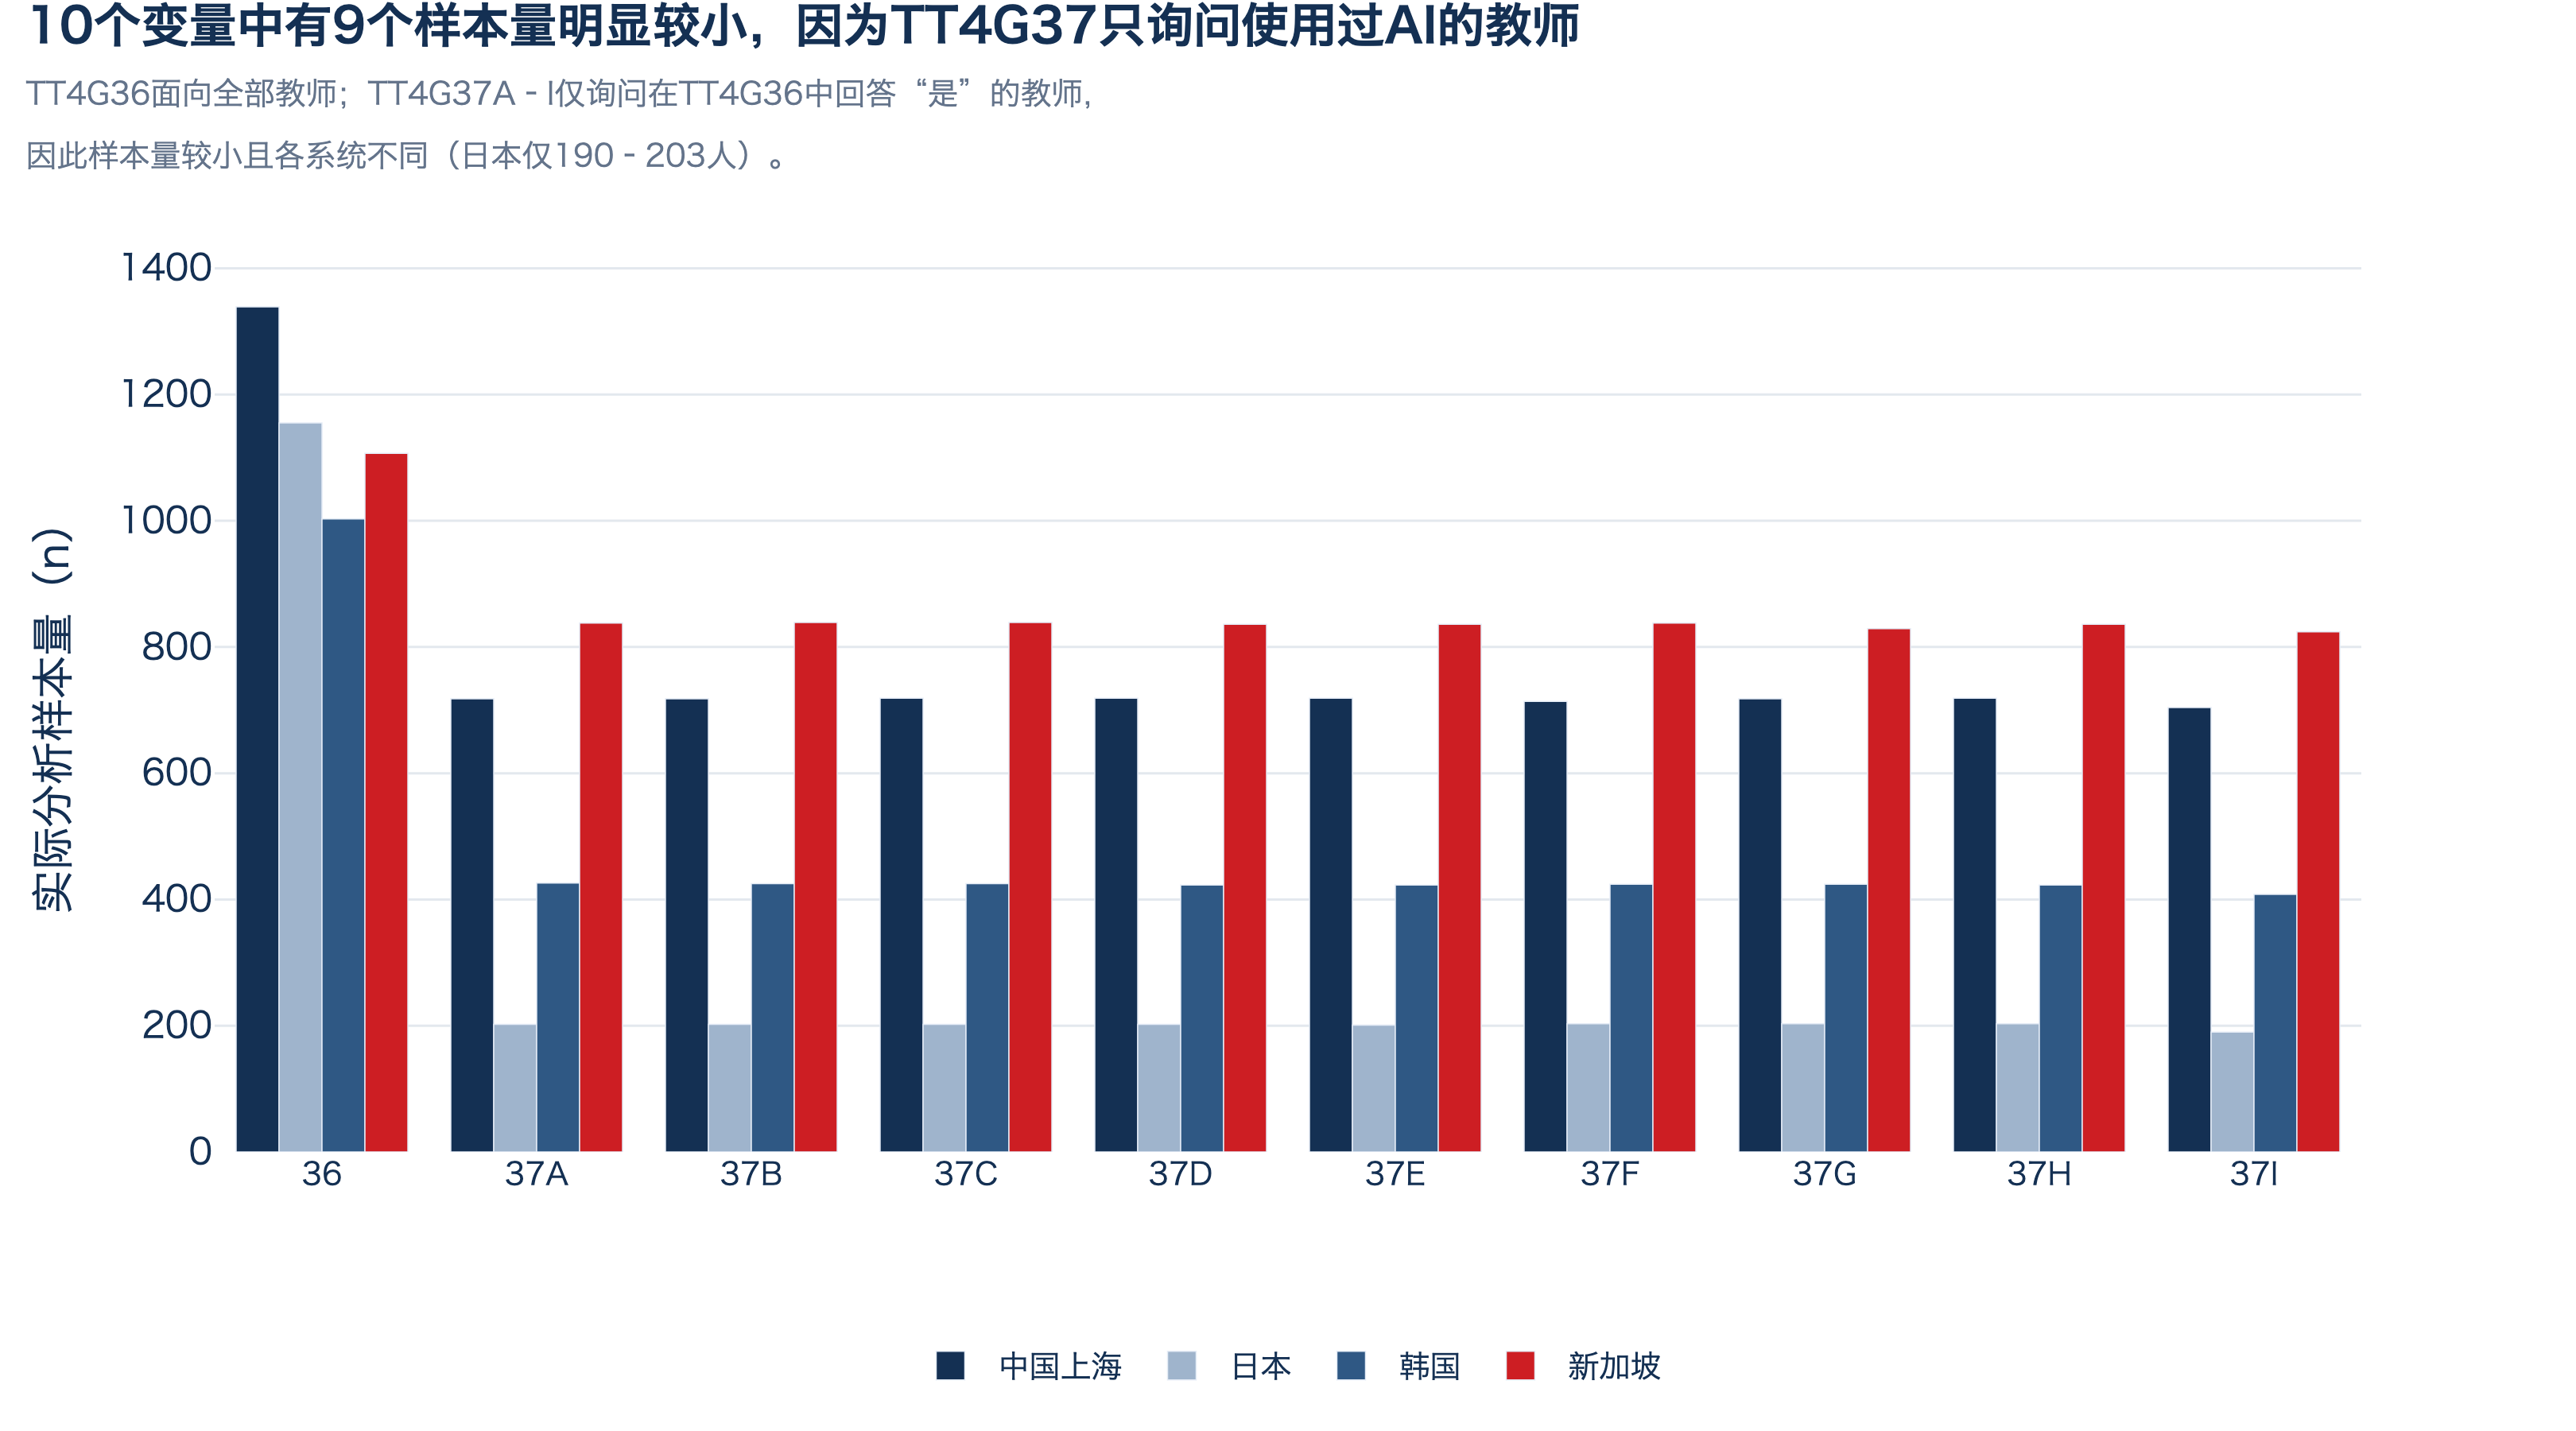 10个变量中有9个样本量明显较小，因为TT4G37只询问使用过AI的教师
TT4G36面向全部教师；TT4G37A - I仅询问在TT4G36中回答“是”的教师，
因此样本量较小且各系统不同（日本仅190 - 203人）。
实际分析样本量（n）
1400
1200
1000
800
600
400
200
0
36 37A 37B 37C 37D 37E 37F 37G 37H 37I
中国上海 日本 韩国 新加坡